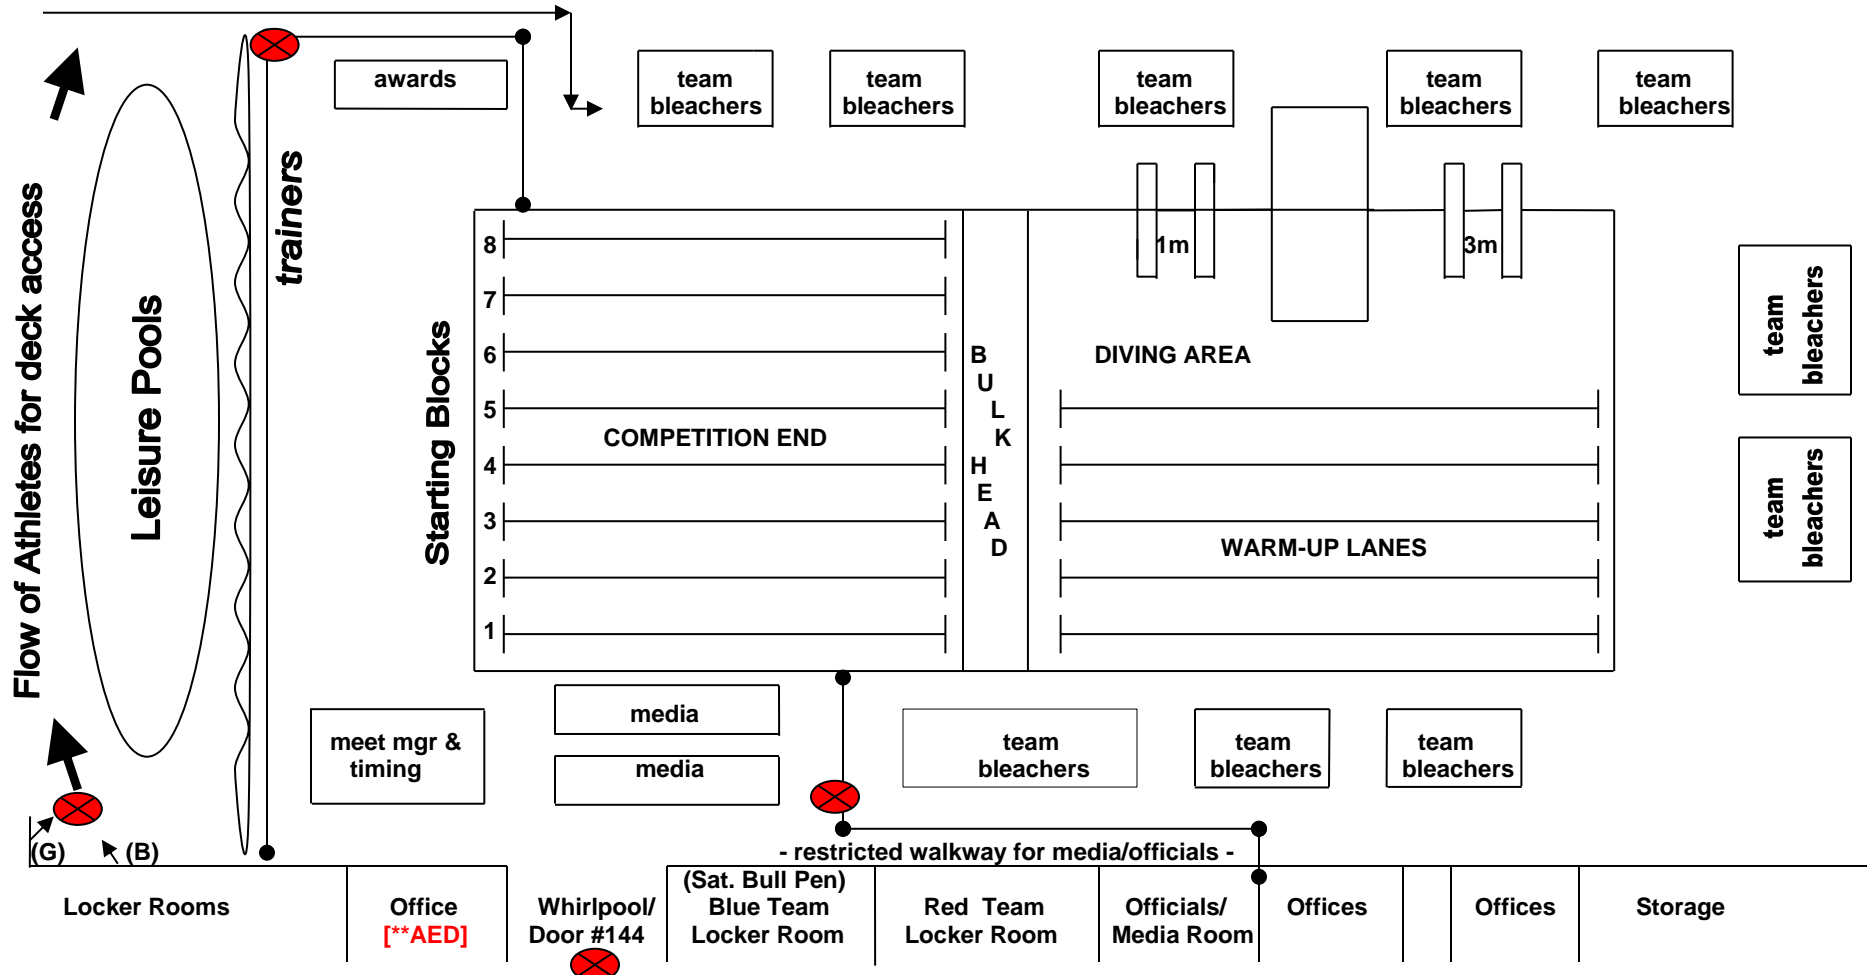 awards
team
bleachers
team
bleachers
team
bleachers
team
bleachers
team
bleachers
Flow of Athletes for deck access
Leisure Pools
trainers
Starting Blocks
8
7
6
5
4
3
2
1
COMPETITION END
B
U
L
K
H
E
A
D
1m
3m
DIVING AREA
WARM-UP LANES
team
bleachers
team
bleachers
meet mgr &
timing
media
media
team
bleachers
team
bleachers
team
bleachers
(G)
(B)
- restricted walkway for media/officials -
Locker Rooms
Office
[**AED]
Whirlpool/
Door #144
(Sat. Bull Pen)
Blue Team
Locker Room
Red Team
Locker Room
Officials/
Media Room
Offices
Offices
Storage